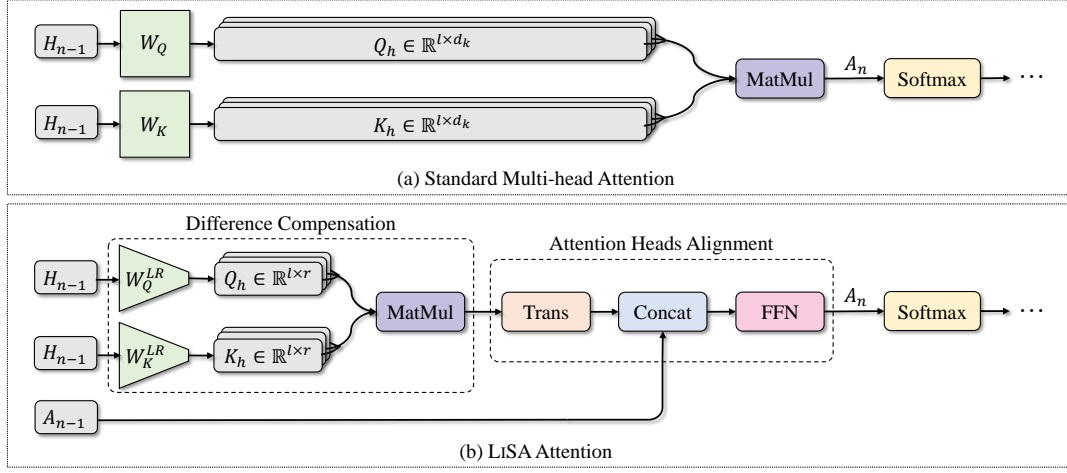 H_{n-1} W_Q Q_h ∈ ℝ^{l×d_k}
MatMul A_n Softmax ⋯
H_{n-1} W_K K_h ∈ ℝ^{l×d_k}
(a) Standard Multi-head Attention
Difference Compensation
Attention Heads Alignment
H_{n-1} W_Q^{LR} Q_h ∈ ℝ^{l×r}
MatMul Trans Concat FFN A_n Softmax ⋯
H_{n-1} W_K^{LR} K_h ∈ ℝ^{l×r}
A_{n-1}
(b) LISA Attention